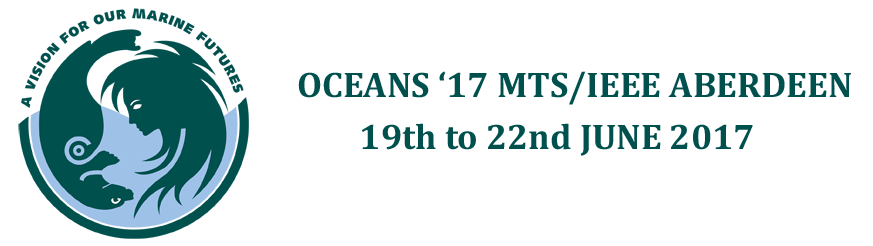 A VISION FOR OUR MARINE FUTURES
OCEANS ‘17 MTS/IEEE ABERDEEN
19th to 22nd JUNE 2017